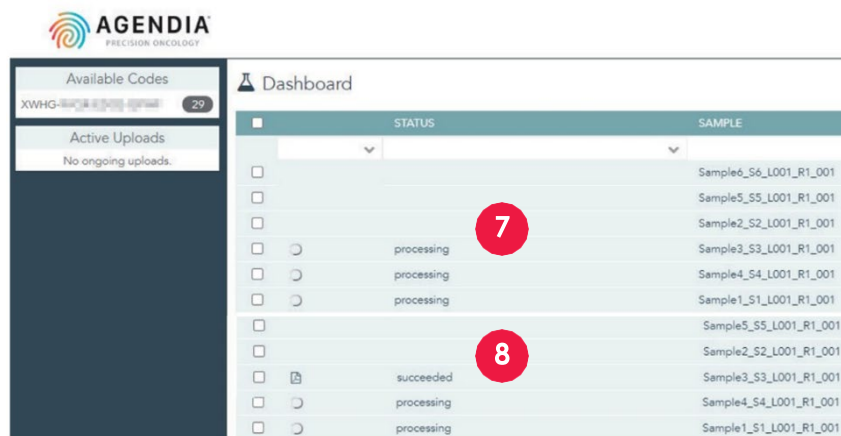 AGENDIA
PRECISION ONCOLOGY
Available Codes
XWHG- 29
Active Uploads
No ongoing uploads.
Dashboard
STATUS SAMPLE
Sample6_S6_L001_R1_001
Sample5_S5_L001_R1_001
Sample2_S2_L001_R1_001
7
processing Sample3_S3_L001_R1_001
processing Sample4_S4_L001_R1_001
processing Sample1_S1_L001_R1_001
Sample5_S5_L001_R1_001
8
Sample2_S2_L001_R1_001
succeeded Sample3_S3_L001_R1_001
processing Sample4_S4_L001_R1_001
processing Sample1_S1_L001_R1_001